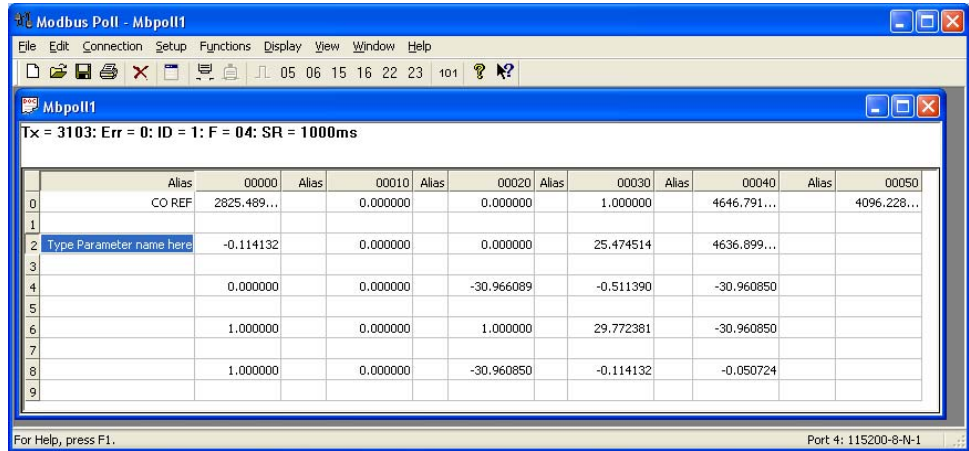 Modbus Poll - Mbpoll1
File Edit Connection Setup Functions Display View Window Help
05 06 15 16 22 23 101
Mbpoll1
Tx = 3103: Err = 0: ID = 1: F = 04: SR = 1000ms
Alias 00000 Alias 00010 Alias 00020 Alias 00030 Alias 00040 Alias 00050
0 CO REF 2825.489... 0.000000 0.000000 1.000000 4646.791... 4096.228...
1
2 Type Parameter name here -0.114132 0.000000 0.000000 25.474514 4636.899...
3
4 0.000000 0.000000 -30.966089 -0.511390 -30.960850
5
6 1.000000 0.000000 1.000000 29.772381 -30.960850
7
8 1.000000 0.000000 -30.960850 -0.114132 -0.050724
9
For Help, press F1. Port 4: 115200-8-N-1